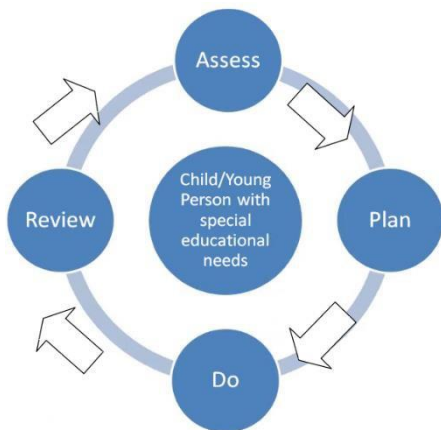 Assess
Child/Young
Person with
special
educational
needs
Review
Plan
Do